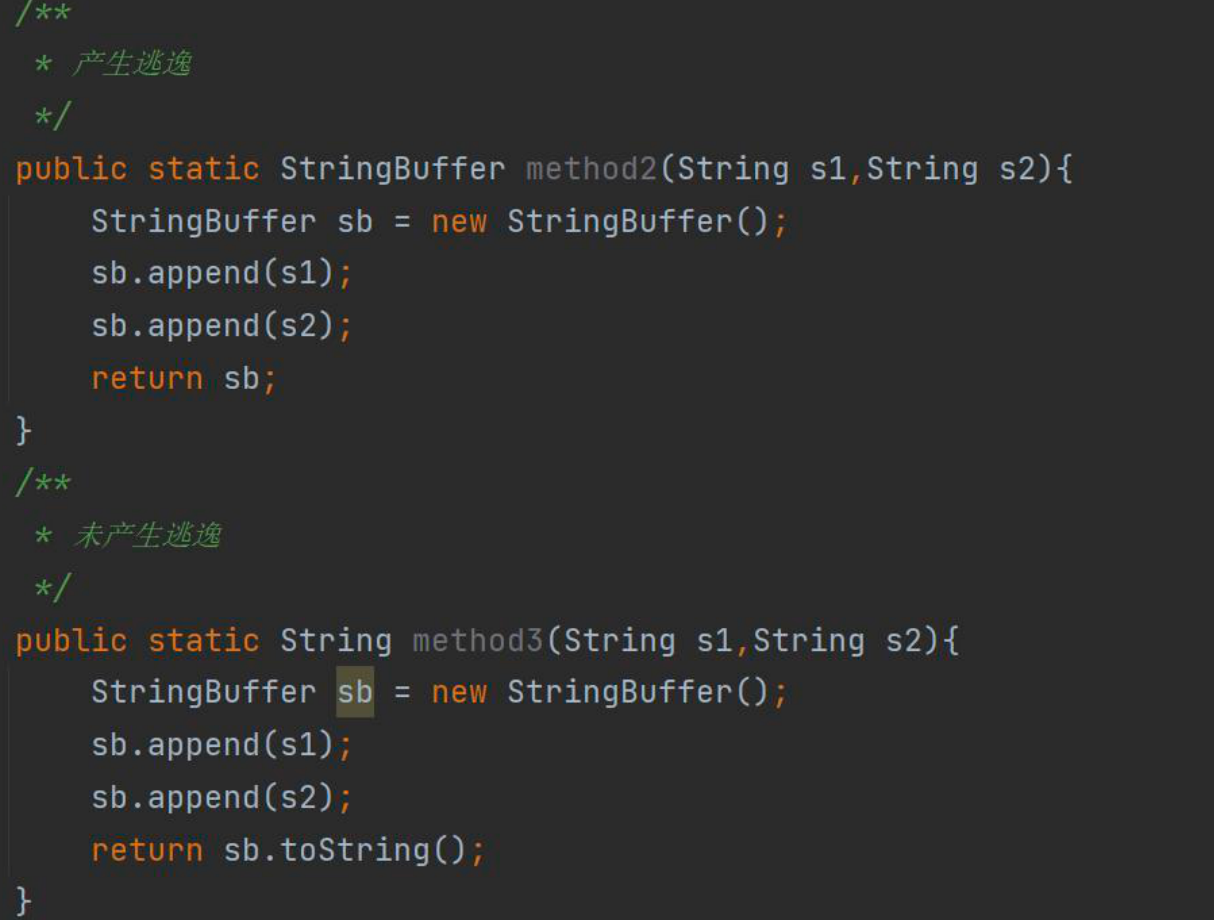 /**
 * 产生逃逸
 */
public static StringBuffer method2(String s1,String s2){
    StringBuffer sb = new StringBuffer();
    sb.append(s1);
    sb.append(s2);
    return sb;
}
/**
 * 未产生逃逸
 */
public static String method3(String s1,String s2){
    StringBuffer sb = new StringBuffer();
    sb.append(s1);
    sb.append(s2);
    return sb.toString();
}